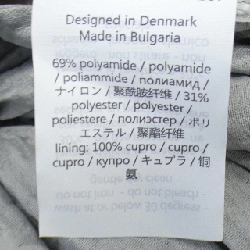 Designed in Denmark
Made in Bulgaria
69% polyamide / polyamide
/ poliammide / полиамид /
ナイロン / 聚酰胺纤维 / 31%
polyester / polyester /
poliestere / полиэстер / ポリ
エステル / 聚酯纤维
lining: 100% cupro / cupro /
cupro / купро / キュプラ / 铜
氨